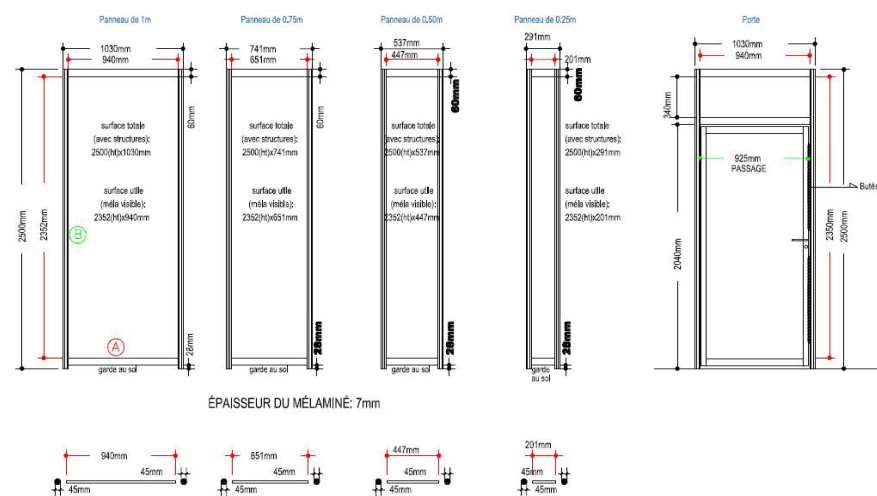 Panneau de 1m
Panneau de 0.75m
Panneau de 0.50m
Panneau de 0.25m
Porte
1030mm
940mm
741mm
651mm
537mm
447mm
291mm
201mm
1030mm
940mm
60mm
60mm
60mm
60mm
340mm
surface totale
(avec structures):
2500(ht)x1030mm
surface utile
(méla visible):
2352(ht)x940mm
surface totale
(avec structures):
2500(ht)x741mm
surface utile
(méla visible):
2352(ht)x651mm
surface totale
(avec structures):
2500(ht)x537mm
surface utile
(méla visible):
2352(ht)x447mm
surface totale
(avec structures):
2500(ht)x291mm
surface utile
(méla visible):
2352(ht)x201mm
925mm
PASSAGE
2500mm
2352mm
B
A
2040mm
2350mm
2500mm
28mm
28mm
28mm
28mm
garde au sol
garde au sol
garde au sol
garde
au sol
ÉPAISSEUR DU MÉLAMINÉ: 7mm
940mm
45mm
45mm
651mm
45mm
45mm
447mm
45mm
45mm
201mm
45mm
45mm